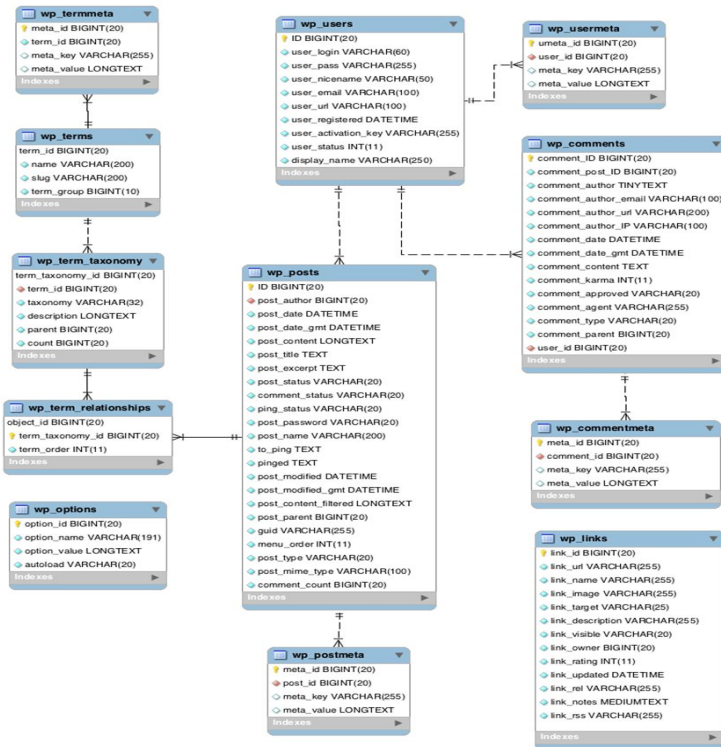 wp_termmeta
meta_id BIGINT(20)
term_id BIGINT(20)
meta_key VARCHAR(255)
meta_value LONGTEXT
Indexes
wp_terms
term_id BIGINT(20)
name VARCHAR(200)
slug VARCHAR(200)
term_group BIGINT(10)
Indexes
wp_term_taxonomy
term_taxonomy_id BIGINT(20)
term_id BIGINT(20)
taxonomy VARCHAR(32)
description LONGTEXT
parent BIGINT(20)
count BIGINT(20)
Indexes
wp_term_relationships
object_id BIGINT(20)
term_taxonomy_id BIGINT(20)
term_order INT(11)
Indexes
wp_options
option_id BIGINT(20)
option_name VARCHAR(191)
option_value LONGTEXT
autoload VARCHAR(20)
Indexes
wp_users
ID BIGINT(20)
user_login VARCHAR(60)
user_pass VARCHAR(255)
user_nicename VARCHAR(50)
user_email VARCHAR(100)
user_url VARCHAR(100)
user_registered DATETIME
user_activation_key VARCHAR(255)
user_status INT(11)
display_name VARCHAR(250)
Indexes
wp_posts
ID BIGINT(20)
post_author BIGINT(20)
post_date DATETIME
post_date_gmt DATETIME
post_content LONGTEXT
post_title TEXT
post_excerpt TEXT
post_status VARCHAR(20)
comment_status VARCHAR(20)
ping_status VARCHAR(20)
post_password VARCHAR(20)
post_name VARCHAR(200)
to_ping TEXT
pinged TEXT
post_modified DATETIME
post_modified_gmt DATETIME
post_content_filtered LONGTEXT
post_parent BIGINT(20)
guid VARCHAR(255)
menu_order INT(11)
post_type VARCHAR(20)
post_mime_type VARCHAR(100)
comment_count BIGINT(20)
Indexes
wp_postmeta
meta_id BIGINT(20)
post_id BIGINT(20)
meta_key VARCHAR(255)
meta_value LONGTEXT
Indexes
wp_usermeta
umeta_id BIGINT(20)
user_id BIGINT(20)
meta_key VARCHAR(255)
meta_value LONGTEXT
Indexes
wp_comments
comment_ID BIGINT(20)
comment_post_ID BIGINT(20)
comment_author TINYTEXT
comment_author_email VARCHAR(100)
comment_author_url VARCHAR(200)
comment_author_IP VARCHAR(100)
comment_date DATETIME
comment_date_gmt DATETIME
comment_content TEXT
comment_karma INT(11)
comment_approved VARCHAR(20)
comment_agent VARCHAR(255)
comment_type VARCHAR(20)
comment_parent BIGINT(20)
user_id BIGINT(20)
Indexes
wp_commentmeta
meta_id BIGINT(20)
comment_id BIGINT(20)
meta_key VARCHAR(255)
meta_value LONGTEXT
Indexes
wp_links
link_id BIGINT(20)
link_url VARCHAR(255)
link_name VARCHAR(255)
link_image VARCHAR(255)
link_target VARCHAR(25)
link_description VARCHAR(255)
link_visible VARCHAR(20)
link_owner BIGINT(20)
link_rating INT(11)
link_updated DATETIME
link_rel VARCHAR(255)
link_notes MEDIUMTEXT
link_rss VARCHAR(255)
Indexes